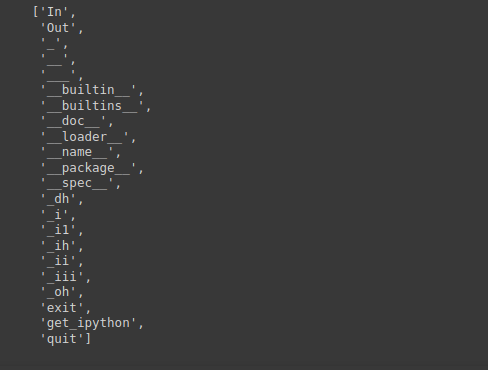 ['In',
'Out',
'_',
'__',
'___',
'__builtin__',
'__builtins__',
'__doc__',
'__loader__',
'__name__',
'__package__',
'__spec__',
'_dh',
'_i',
'_i1',
'_ih',
'_ii',
'_iii',
'_oh',
'exit',
'get_ipython',
'quit']